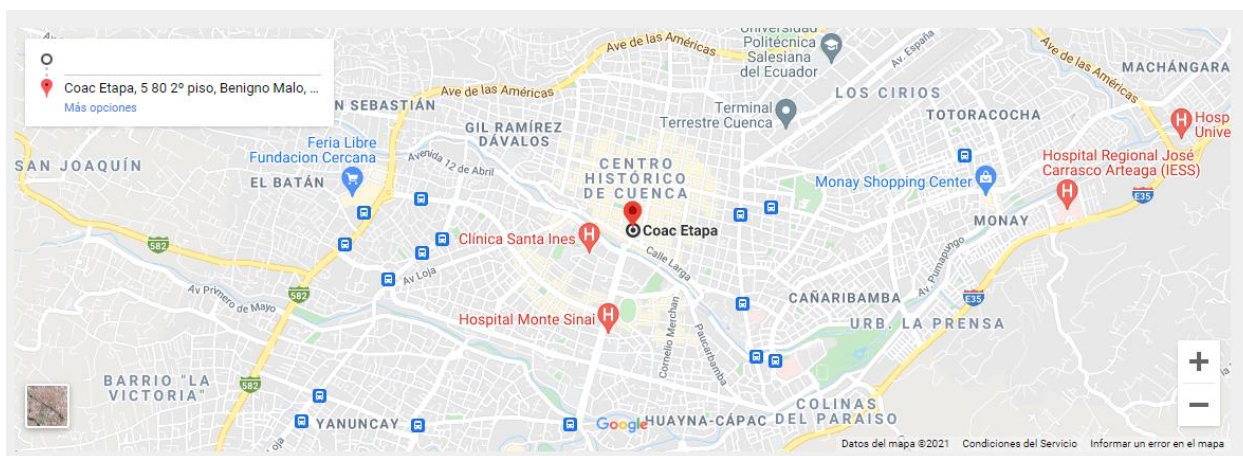 Coac Etapa, 5 80 2º piso, Benigno Malo, ...
Más opciones
Ave de las Américas
Politécnica
Salesiana
del Ecuador
Av. España
Ave de las Américas
MACHÁNGARA
Ave de las Américas
N SEBASTIÁN
LOS CIRIOS
Terminal
Terrestre Cuenca
TOTORACOCHA
H
Hosp
Unive
GIL RAMÍREZ
DÁVALOS
Feria Libre
Fundacion Cercana
SAN JOAQUÍN
Avenida 12 de Abril
CENTRO
HISTÓRICO
DE CUENCA
Hospital Regional José
Carrasco Arteaga (IESS)
H
EL BATÁN
Monay Shopping Center
E35
MONAY
Coac Etapa
Clínica Santa Ines
H
582
Calle Larga
Av Loja
Av. Pumapungo
Av Primero de Mayo
582
CAÑARIBAMBA
E35
Hospital Monte Sinai
H
URB. LA PRENSA
Cornelio Merchan
Paucarbamba
BARRIO "LA
VICTORIA"
582
COLINAS
DEL PARAISO
YANUNCAY
Google
HUAYNA-CÁPAC
+
−
Datos del mapa ©2021
Condiciones del Servicio
Informar un error en el mapa